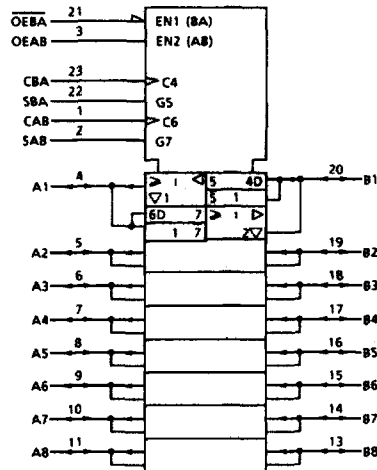 OEBA 21 EN1 (BA)
OEAB 3 EN2 (AB)
CBA 23 C4
SBA 22 G5
CAB 1 C6
SAB 2 G7
A1 4 ≥ 1 ◁ 5 4D 20 B1
▽1 5 1
6D 7 ≥ 1 ▷
1 7 2▽
A2 5 19 B2
A3 6 18 B3
A4 7 17 B4
A5 8 16 B5
A6 9 15 B6
A7 10 14 B7
A8 11 13 B8